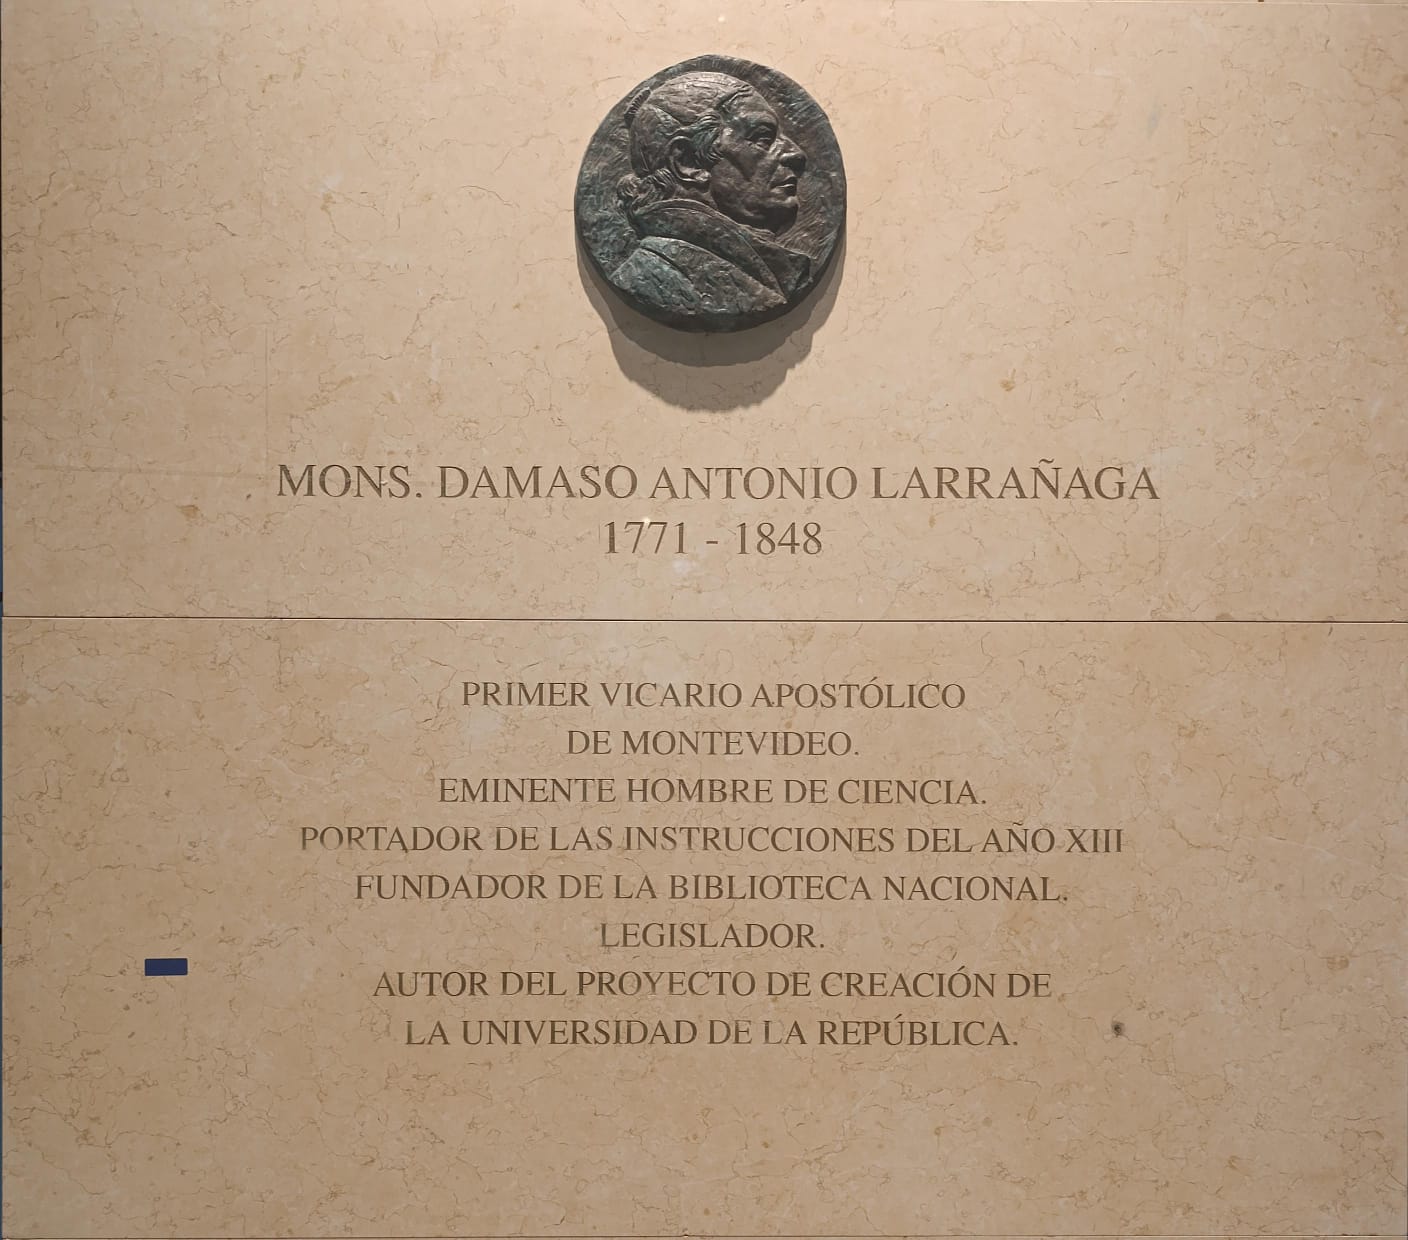 MONS. DAMASO ANTONIO LARRAÑAGA
1771 - 1848
PRIMER VICARIO APOSTÓLICO
DE MONTEVIDEO.
EMINENTE HOMBRE DE CIENCIA.
PORTADOR DE LAS INSTRUCCIONES DEL AÑO XIII
FUNDADOR DE LA BIBLIOTECA NACIONAL.
LEGISLADOR.
AUTOR DEL PROYECTO DE CREACIÓN DE
LA UNIVERSIDAD DE LA REPÚBLICA.